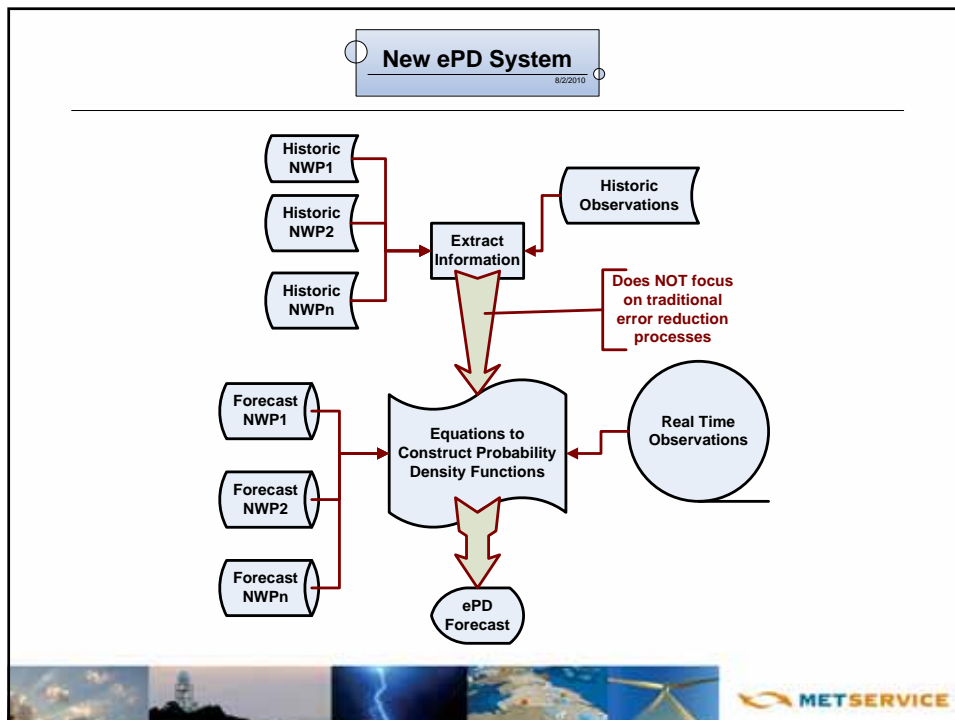 New ePD System
8/2/2010
Historic
NWP1
Historic
NWP2
Historic
NWPn
Historic
Observations
Extract
Information
Does NOT focus
on traditional
error reduction
processes
Forecast
NWP1
Forecast
NWP2
Forecast
NWPn
Equations to
Construct Probability
Density Functions
Real Time
Observations
ePD
Forecast
METSERVICE